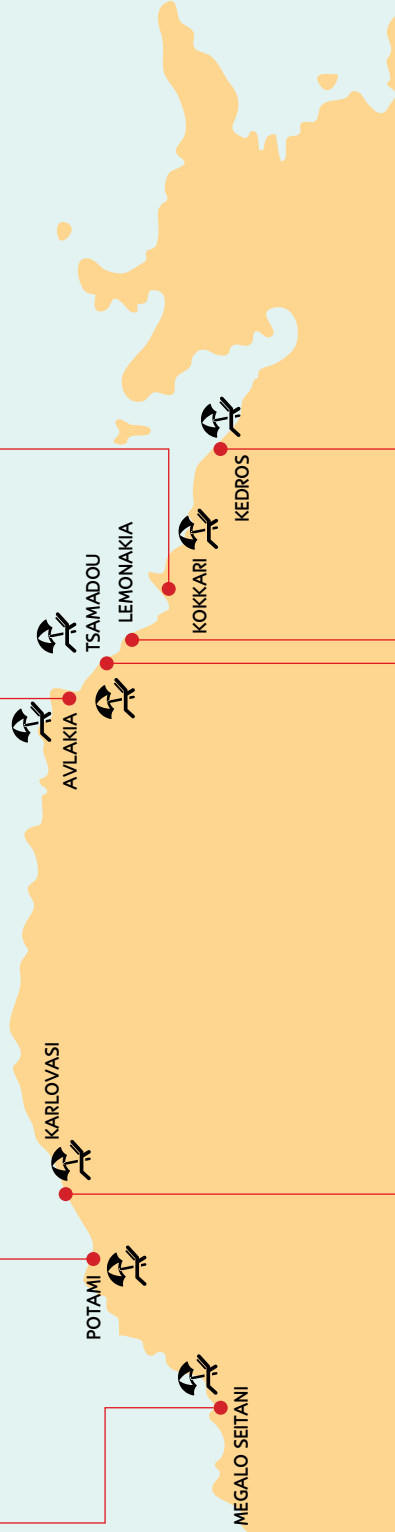 MEGALO SEITANI
POTAMI
KARLOVASI
AVLAKIA
TSAMADOU
LEMONAKIA
KOKKARI
KEDROS